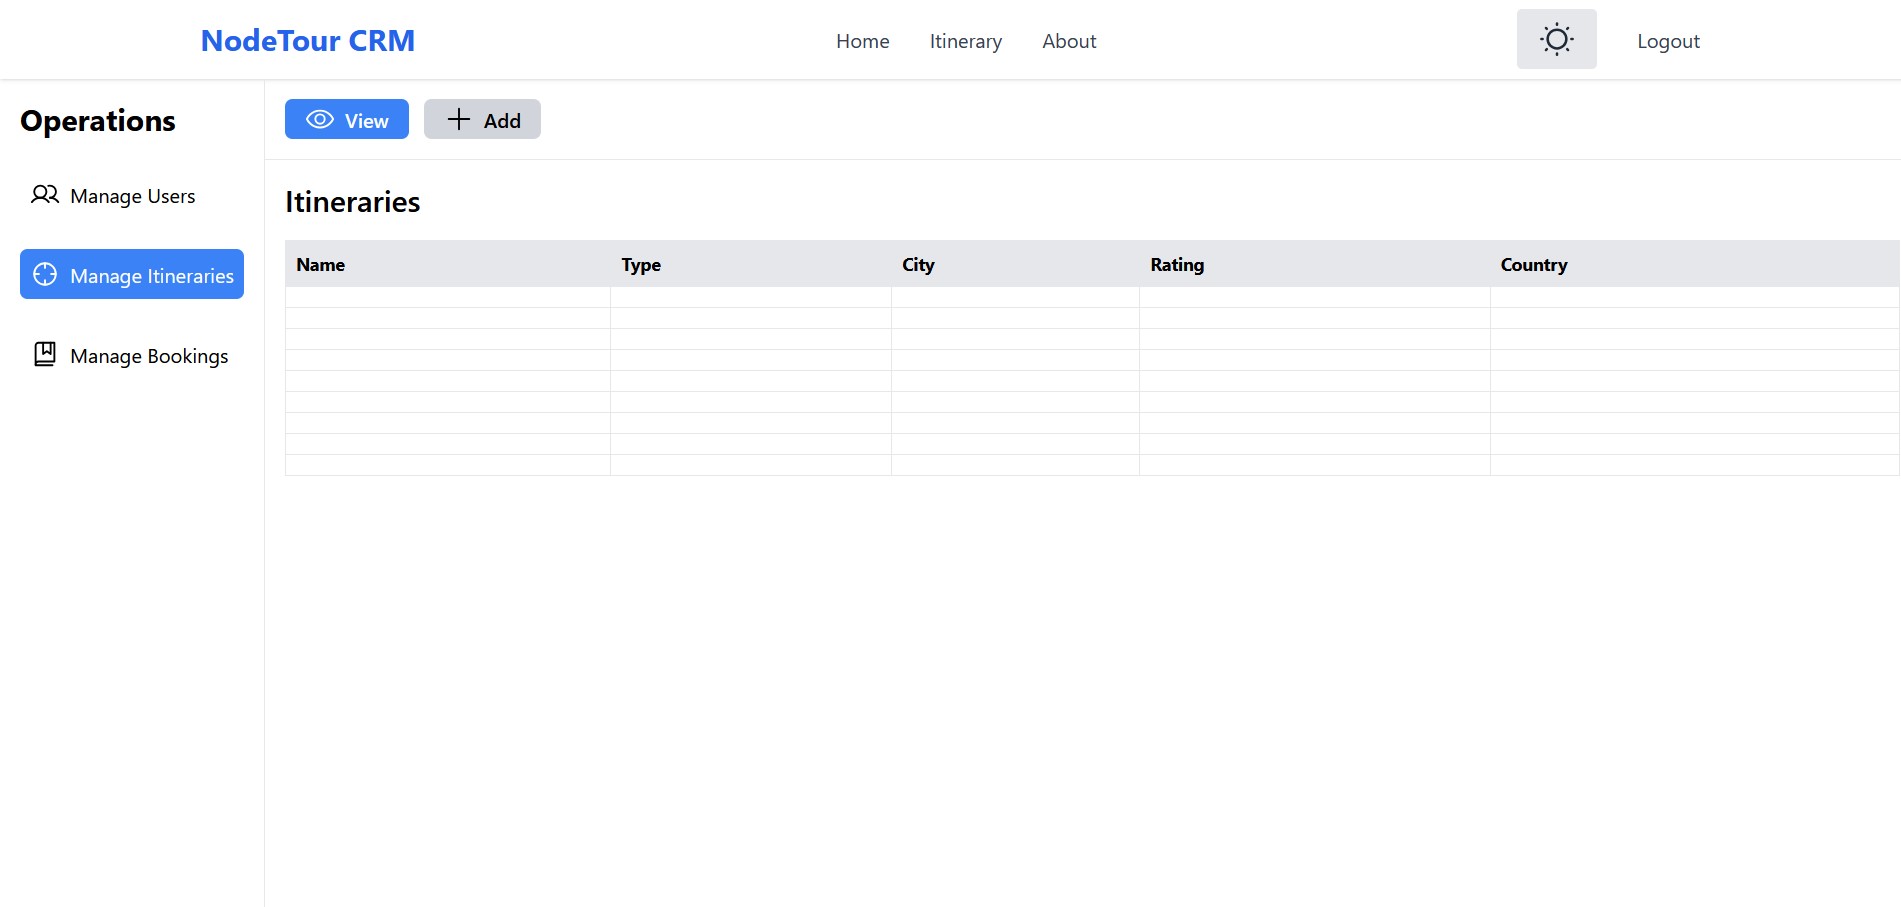 NodeTour CRM Home Itinerary About Logout
Operations
Manage Users
Manage Itineraries
Manage Bookings
View Add
Itineraries
Name Type City Rating Country